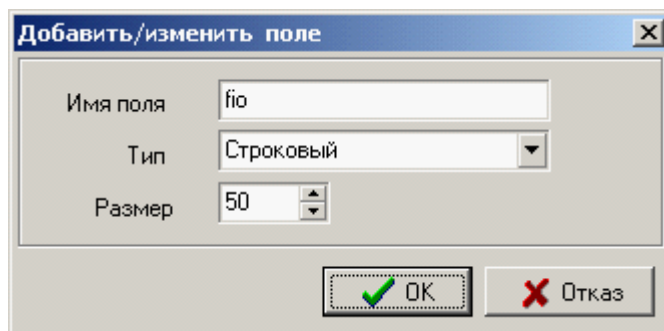 Добавить/изменить поле
Имя поля fio
Тип Строковый
Размер 50
OK Отказ